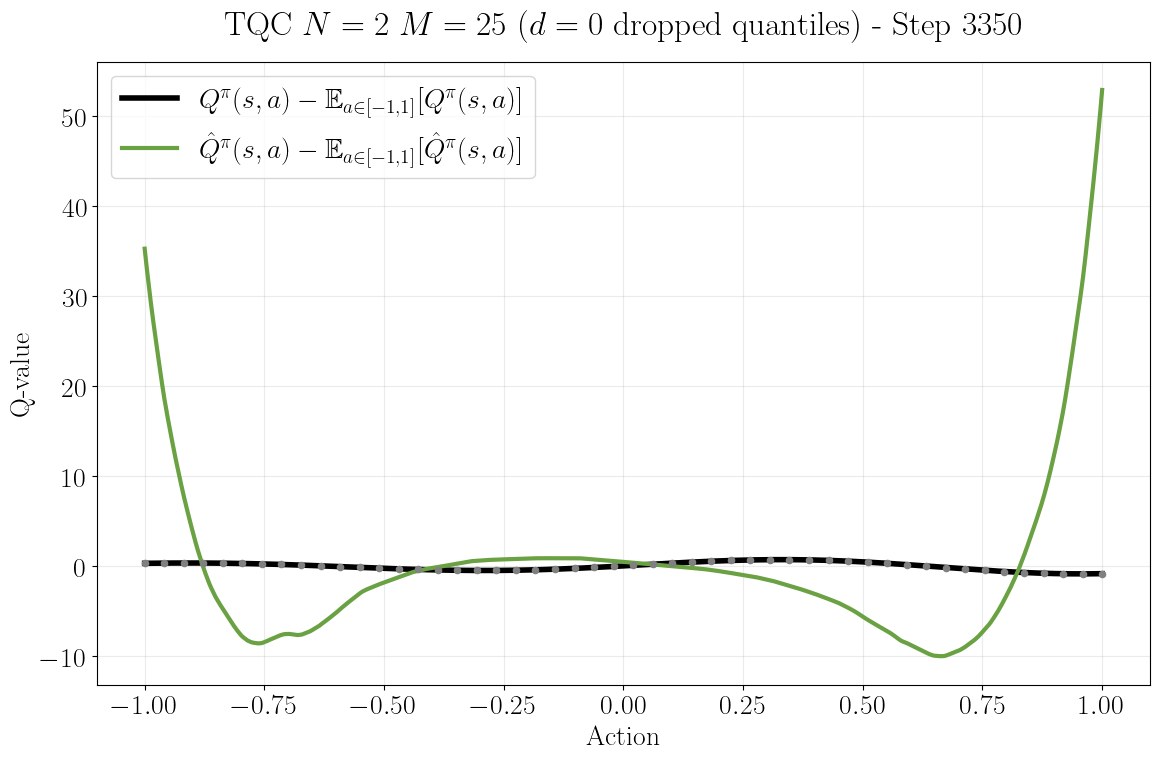 TQC N = 2 M = 25 (d = 0 dropped quantiles) - Step 3350
Q^π(s, a) − 𝔼_{a∈[−1,1]}[Q^π(s, a)]
Q̂^π(s, a) − 𝔼_{a∈[−1,1]}[Q̂^π(s, a)]
50
40
30
20
10
0
−10
Q-value
−1.00 −0.75 −0.50 −0.25 0.00 0.25 0.50 0.75 1.00
Action